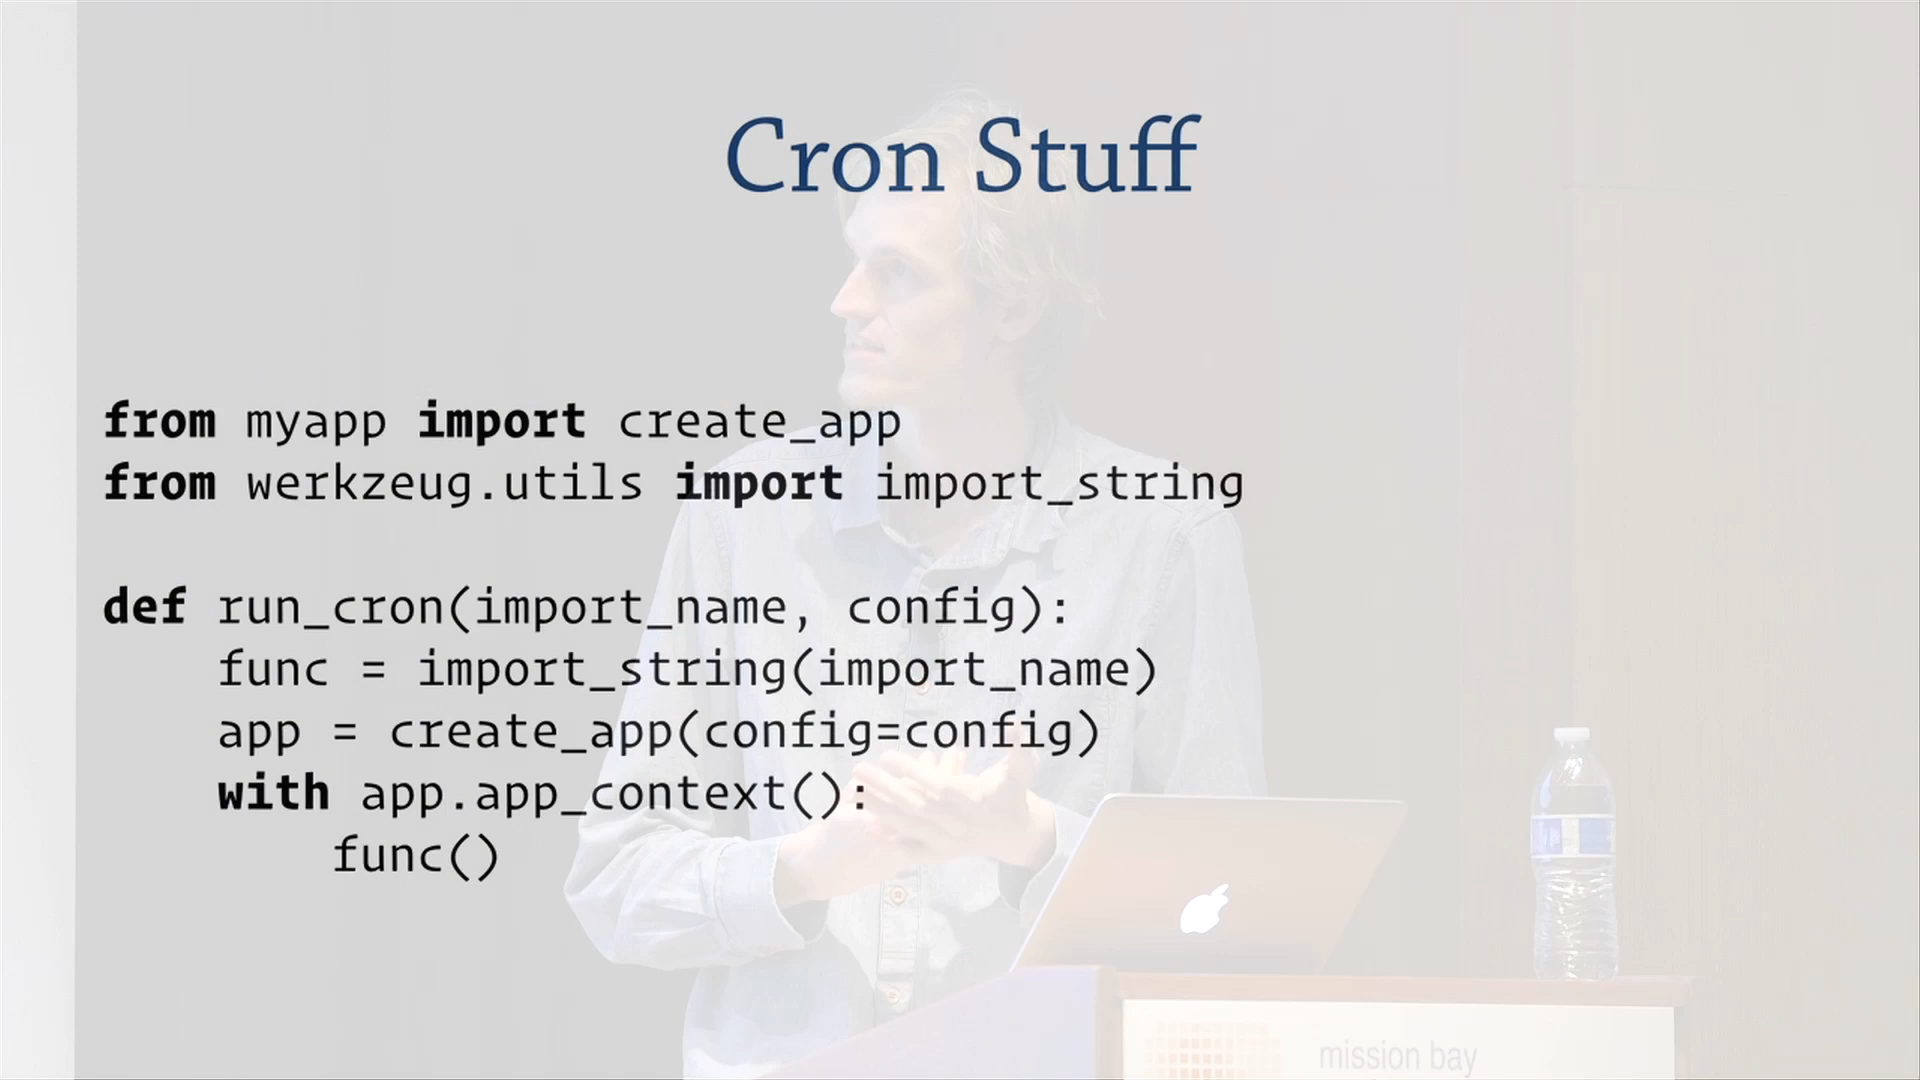 Cron Stuff
from myapp import create_app
from werkzeug.utils import import_string
def run_cron(import_name, config):
func = import_string(import_name)
app = create_app(config=config)
with app.app_context():
func()
mission bay